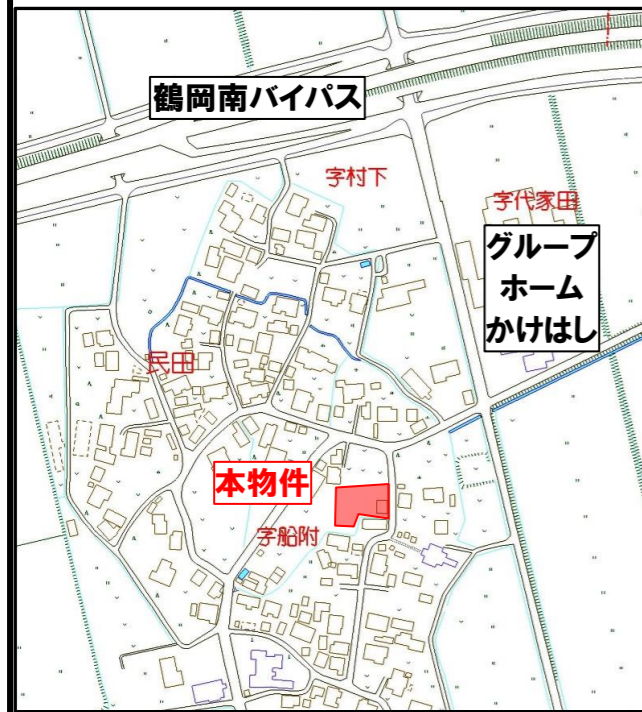 鶴岡南バイパス
字村下
字代家田
グループ
ホーム
かけはし
民田
本物件
字船附